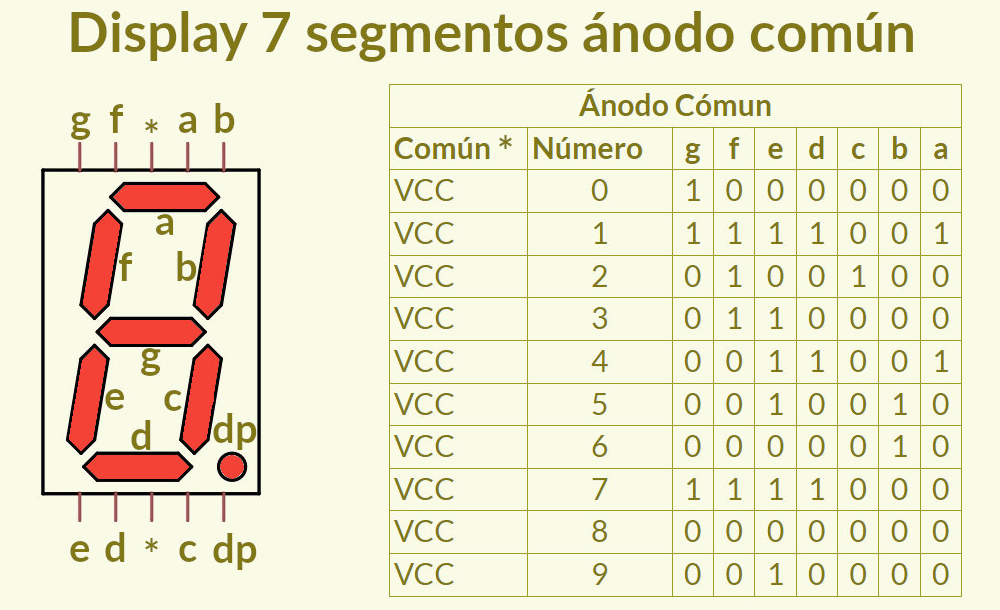 Display 7 segmentos ánodo común
g f * a b
a
f b
g
e c
d dp
e d * c dp
Ánodo Cómun
Común * Número g f e d c b a
VCC 0 1 0 0 0 0 0 0
VCC 1 1 1 1 1 0 0 1
VCC 2 0 1 0 0 1 0 0
VCC 3 0 1 1 0 0 0 0
VCC 4 0 0 1 1 0 0 1
VCC 5 0 0 1 0 0 1 0
VCC 6 0 0 0 0 0 1 0
VCC 7 1 1 1 1 0 0 0
VCC 8 0 0 0 0 0 0 0
VCC 9 0 0 1 0 0 0 0